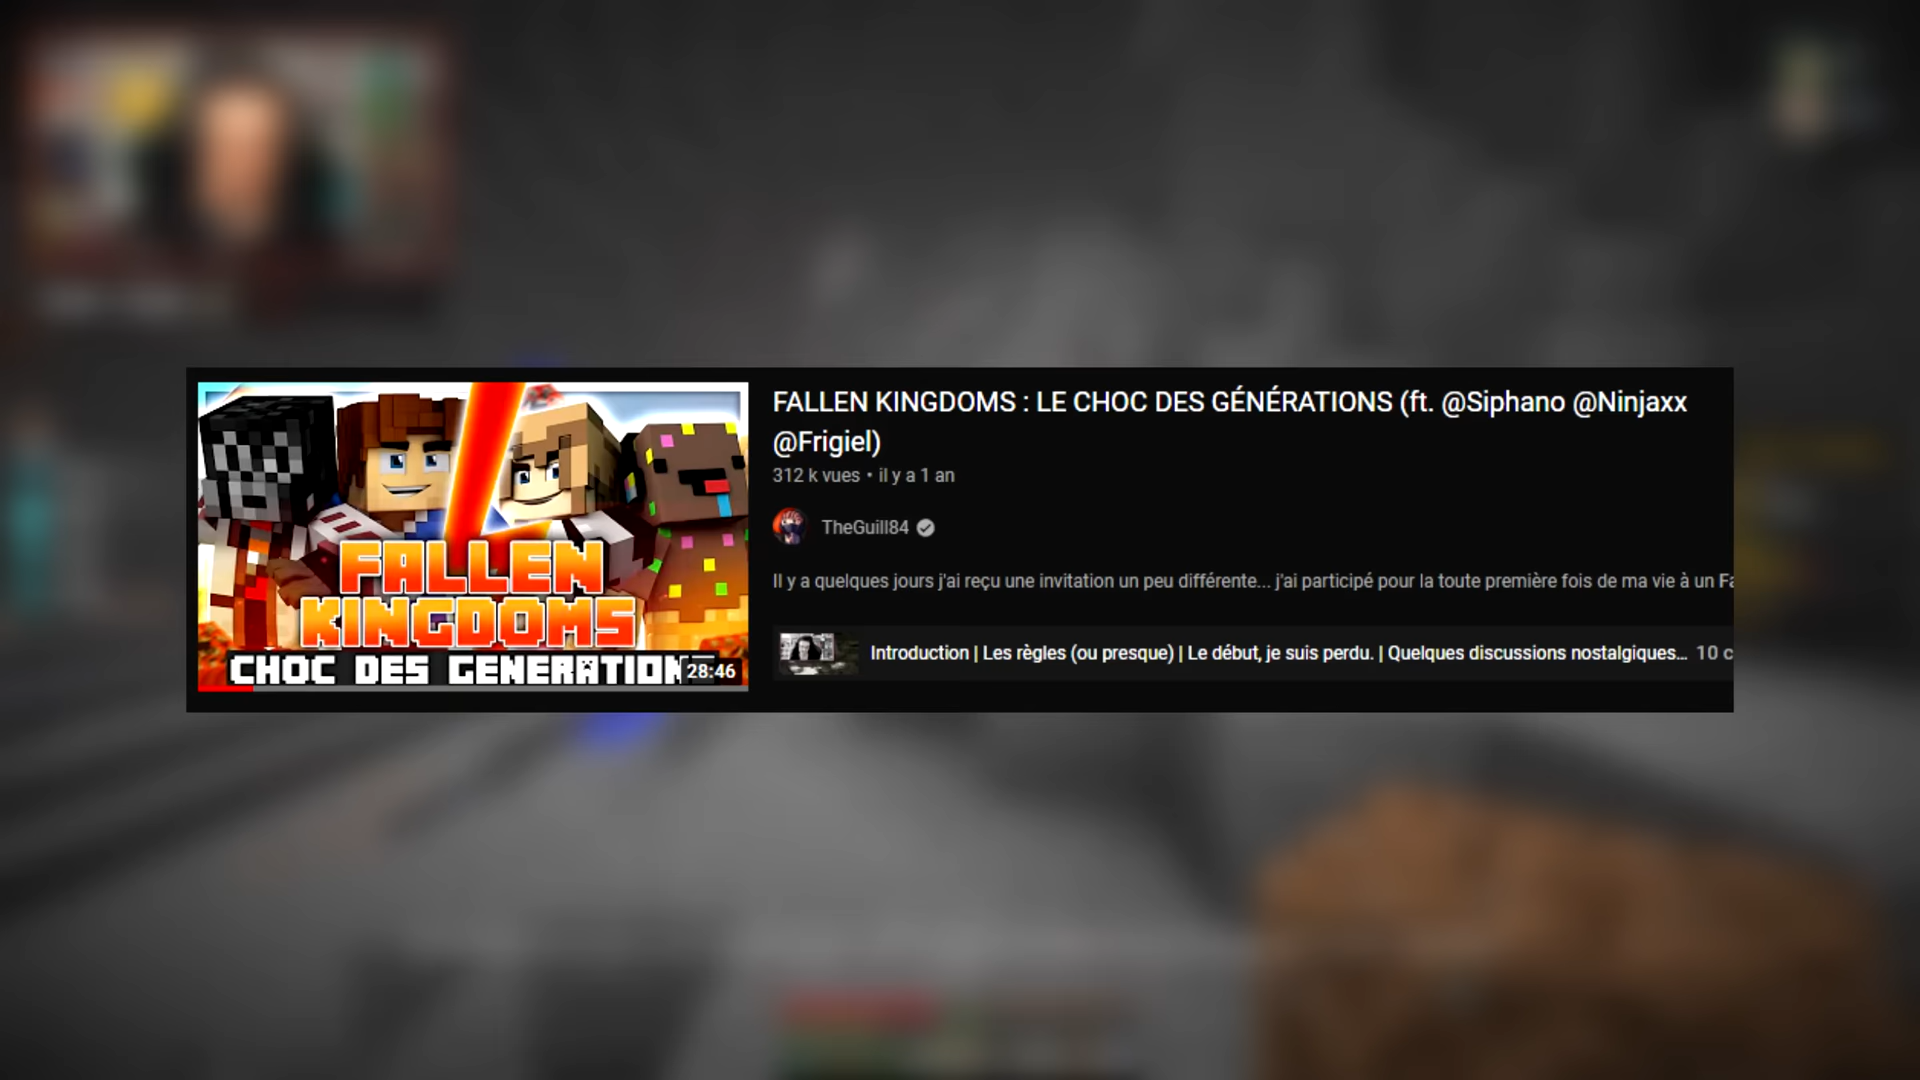 FALLEN
KINGDOMS
CHOC DES GENERATION
28:46
FALLEN KINGDOMS : LE CHOC DES GÉNÉRATIONS (ft. @Siphano @Ninjaxx
@Frigiel)
312 k vues • il y a 1 an
TheGuill84
Il y a quelques jours j'ai reçu une invitation un peu différente... j'ai participé pour la toute première fois de ma vie à un Fa
Introduction | Les règles (ou presque) | Le début, je suis perdu. | Quelques discussions nostalgiques... 10 c